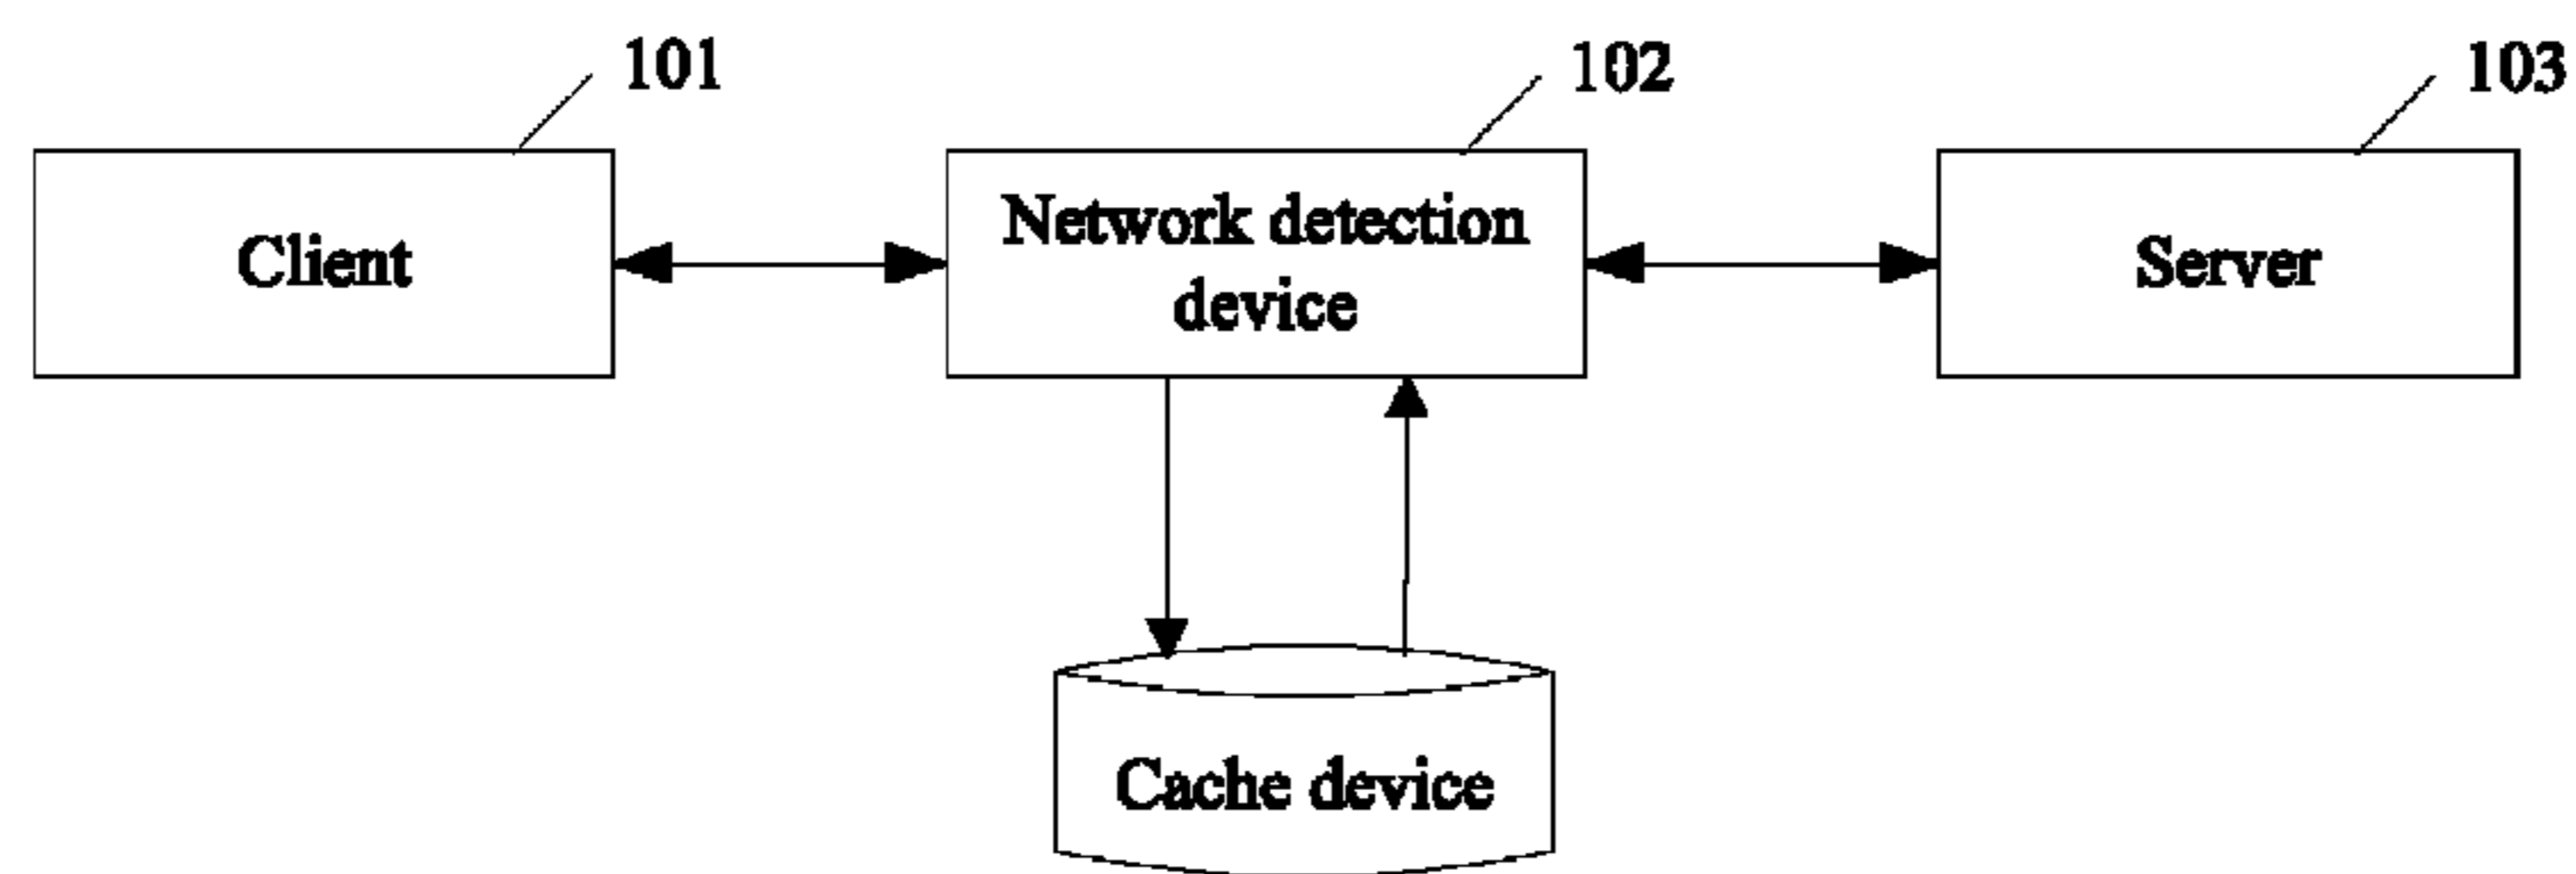 101
102
103
Client
Network detection
device
Server
Cache device